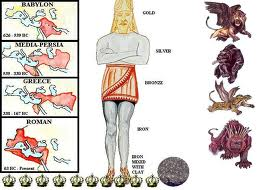 BABYLON
626 - 539 BC
MEDIA-PERSIA
539 - 330 BC
GREECE
330 - 167 BC
ROMAN
63 BC - Present
GOLD
SILVER
BRONZE
IRON
IRON
MIXED
WITH
CLAY